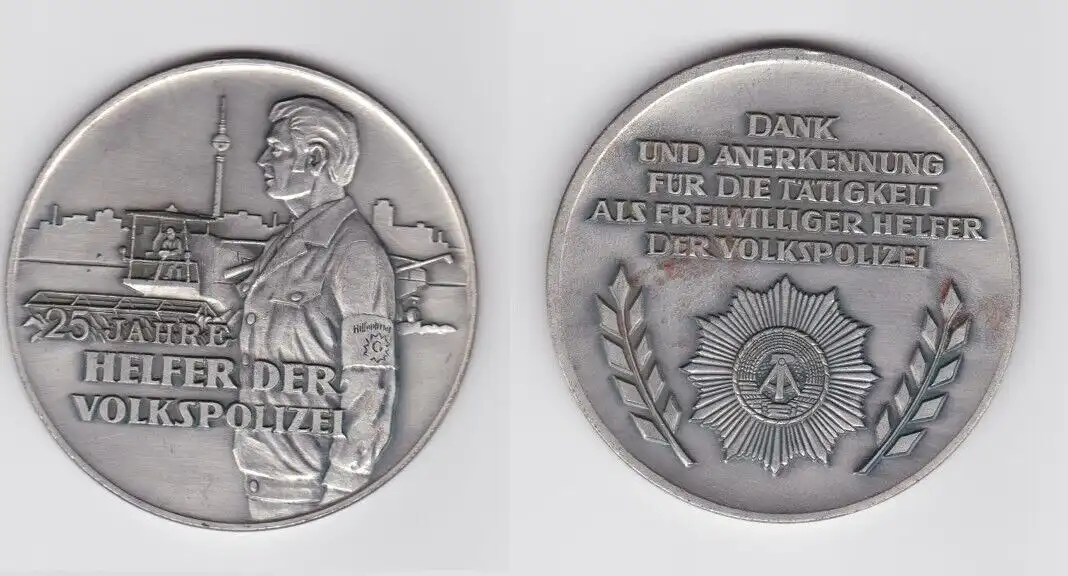 25 JAHRE
HELFER DER
VOLKSPOLIZEI
DANK
UND ANERKENNUNG
FÜR DIE TÄTIGKEIT
ALS FREIWILLIGER HELFER
DER VOLKSPOLIZEI